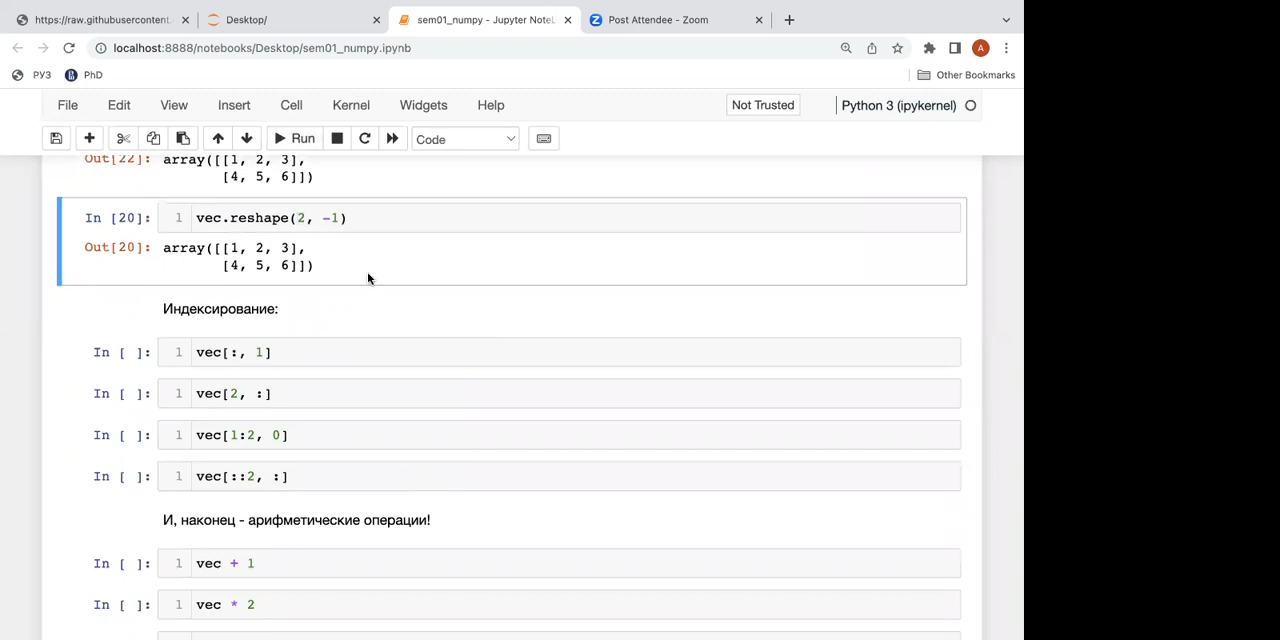 https://raw.githubusercontent.
Desktop/
sem01_numpy - Jupyter Note
Post Attendee - Zoom
localhost:8888/notebooks/Desktop/sem01_numpy.ipynb
A
РУЗ
PhD
Other Bookmarks
File Edit View Insert Cell Kernel Widgets Help
Not Trusted
Python 3 (ipykernel)
Run
Code
Out[22]: array([[1, 2, 3],
[4, 5, 6]])
In [20]: 1 vec.reshape(2, -1)
Out[20]: array([[1, 2, 3],
[4, 5, 6]])
Индексирование:
In [ ]: 1 vec[:, 1]
In [ ]: 1 vec[2, :]
In [ ]: 1 vec[1:2, 0]
In [ ]: 1 vec[::2, :]
И, наконец - арифметические операции!
In [ ]: 1 vec + 1
In [ ]: 1 vec * 2